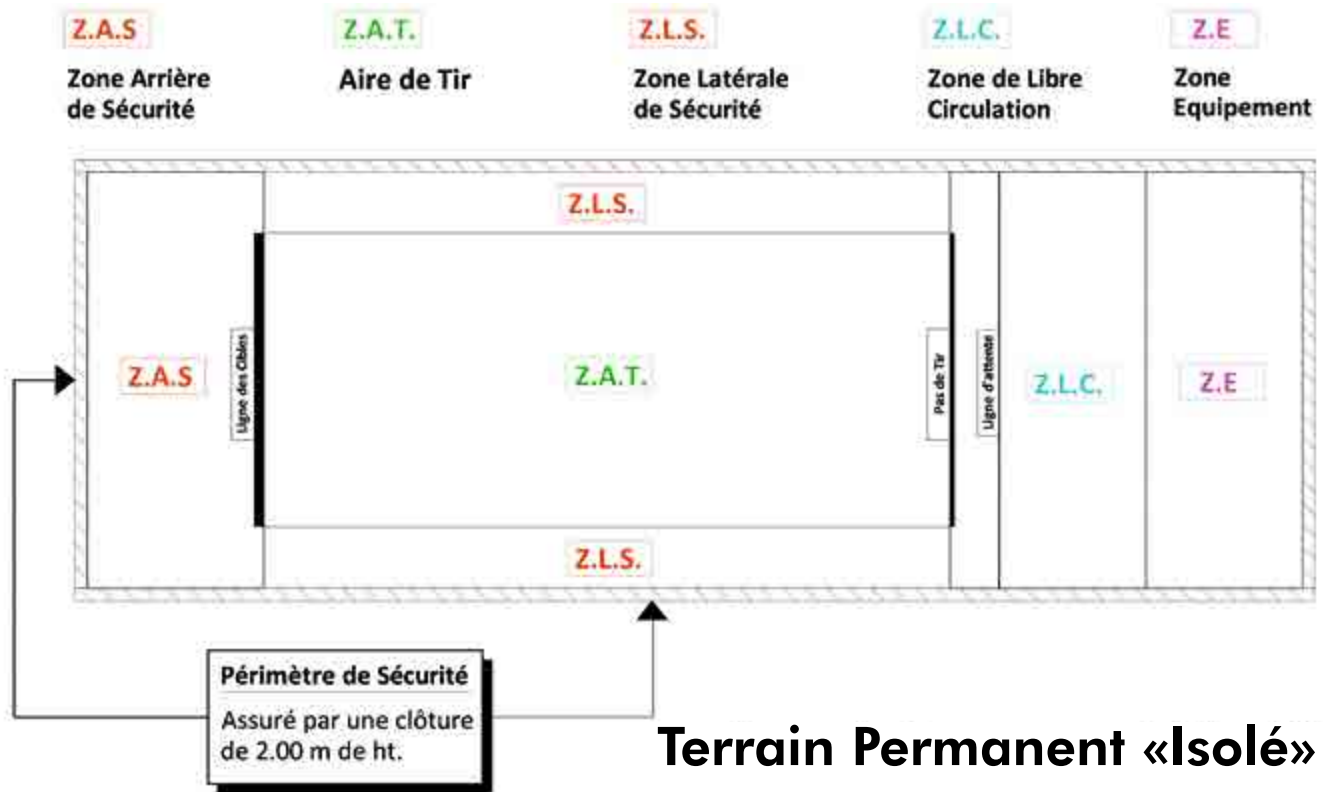 Z.A.S
Z.A.T.
Z.L.S.
Z.L.C.
Z.E
Zone Arrière
de Sécurité
Aire de Tir
Zone Latérale
de Sécurité
Zone de Libre
Circulation
Zone
Equipement
Z.L.S.
Z.A.S
Ligne des Cibles
Z.A.T.
Pas de Tir
Ligne d'attente
Z.L.C.
Z.E
Z.L.S.
Périmètre de Sécurité
Assuré par une clôture
de 2.00 m de ht.
Terrain Permanent «Isolé»